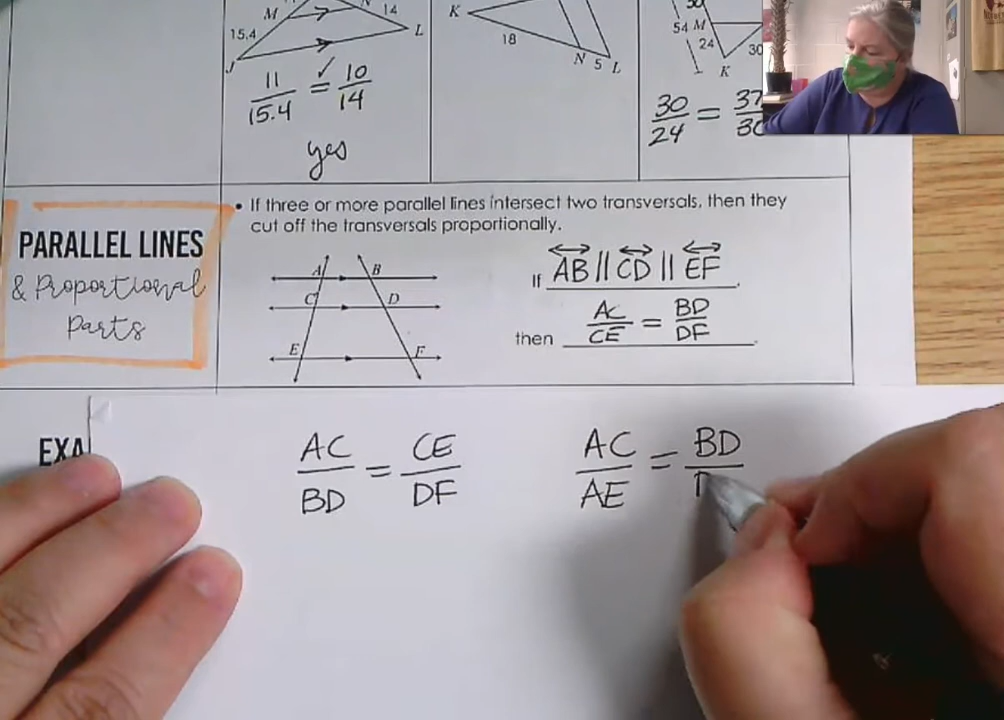 M
14
15.4
L
J
11/15.4 = 10/14
✓
yes
K
18
N 5 L
54
M
24
30
K
30/24 = 37
PARALLEL LINES
& Proportional
Parts
• If three or more parallel lines intersect two transversals, then they
cut off the transversals proportionally.
A
B
C
D
E
F
If AB || CD || EF.
then AC/CE = BD/DF.
EXA
AC/BD = CE/DF
AC/AE = BD/